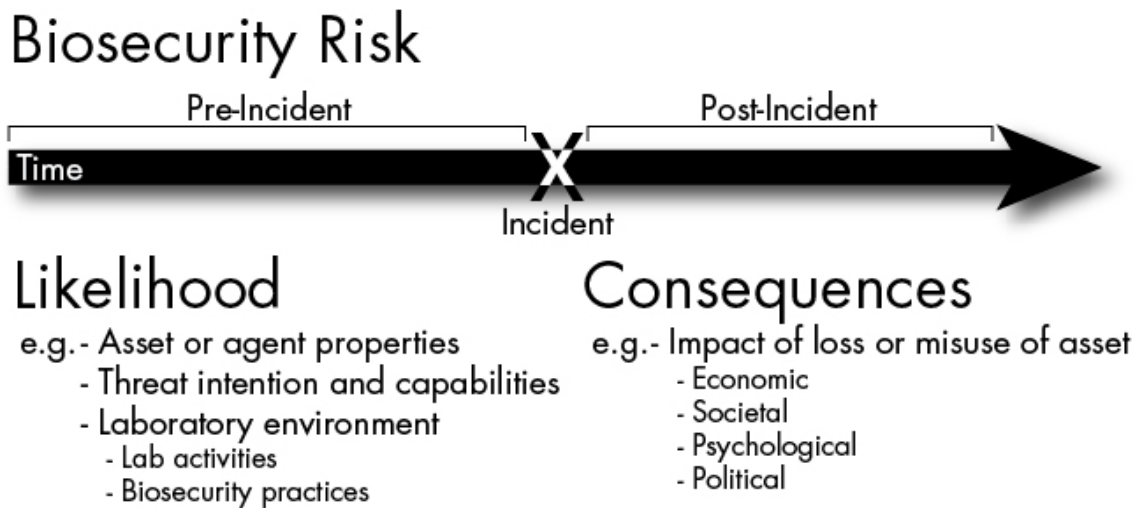 Biosecurity Risk
Pre-Incident
Post-Incident
Time
X
Incident
Likelihood
e.g.- Asset or agent properties
- Threat intention and capabilities
- Laboratory environment
- Lab activities
- Biosecurity practices
Consequences
e.g.- Impact of loss or misuse of asset
- Economic
- Societal
- Psychological
- Political